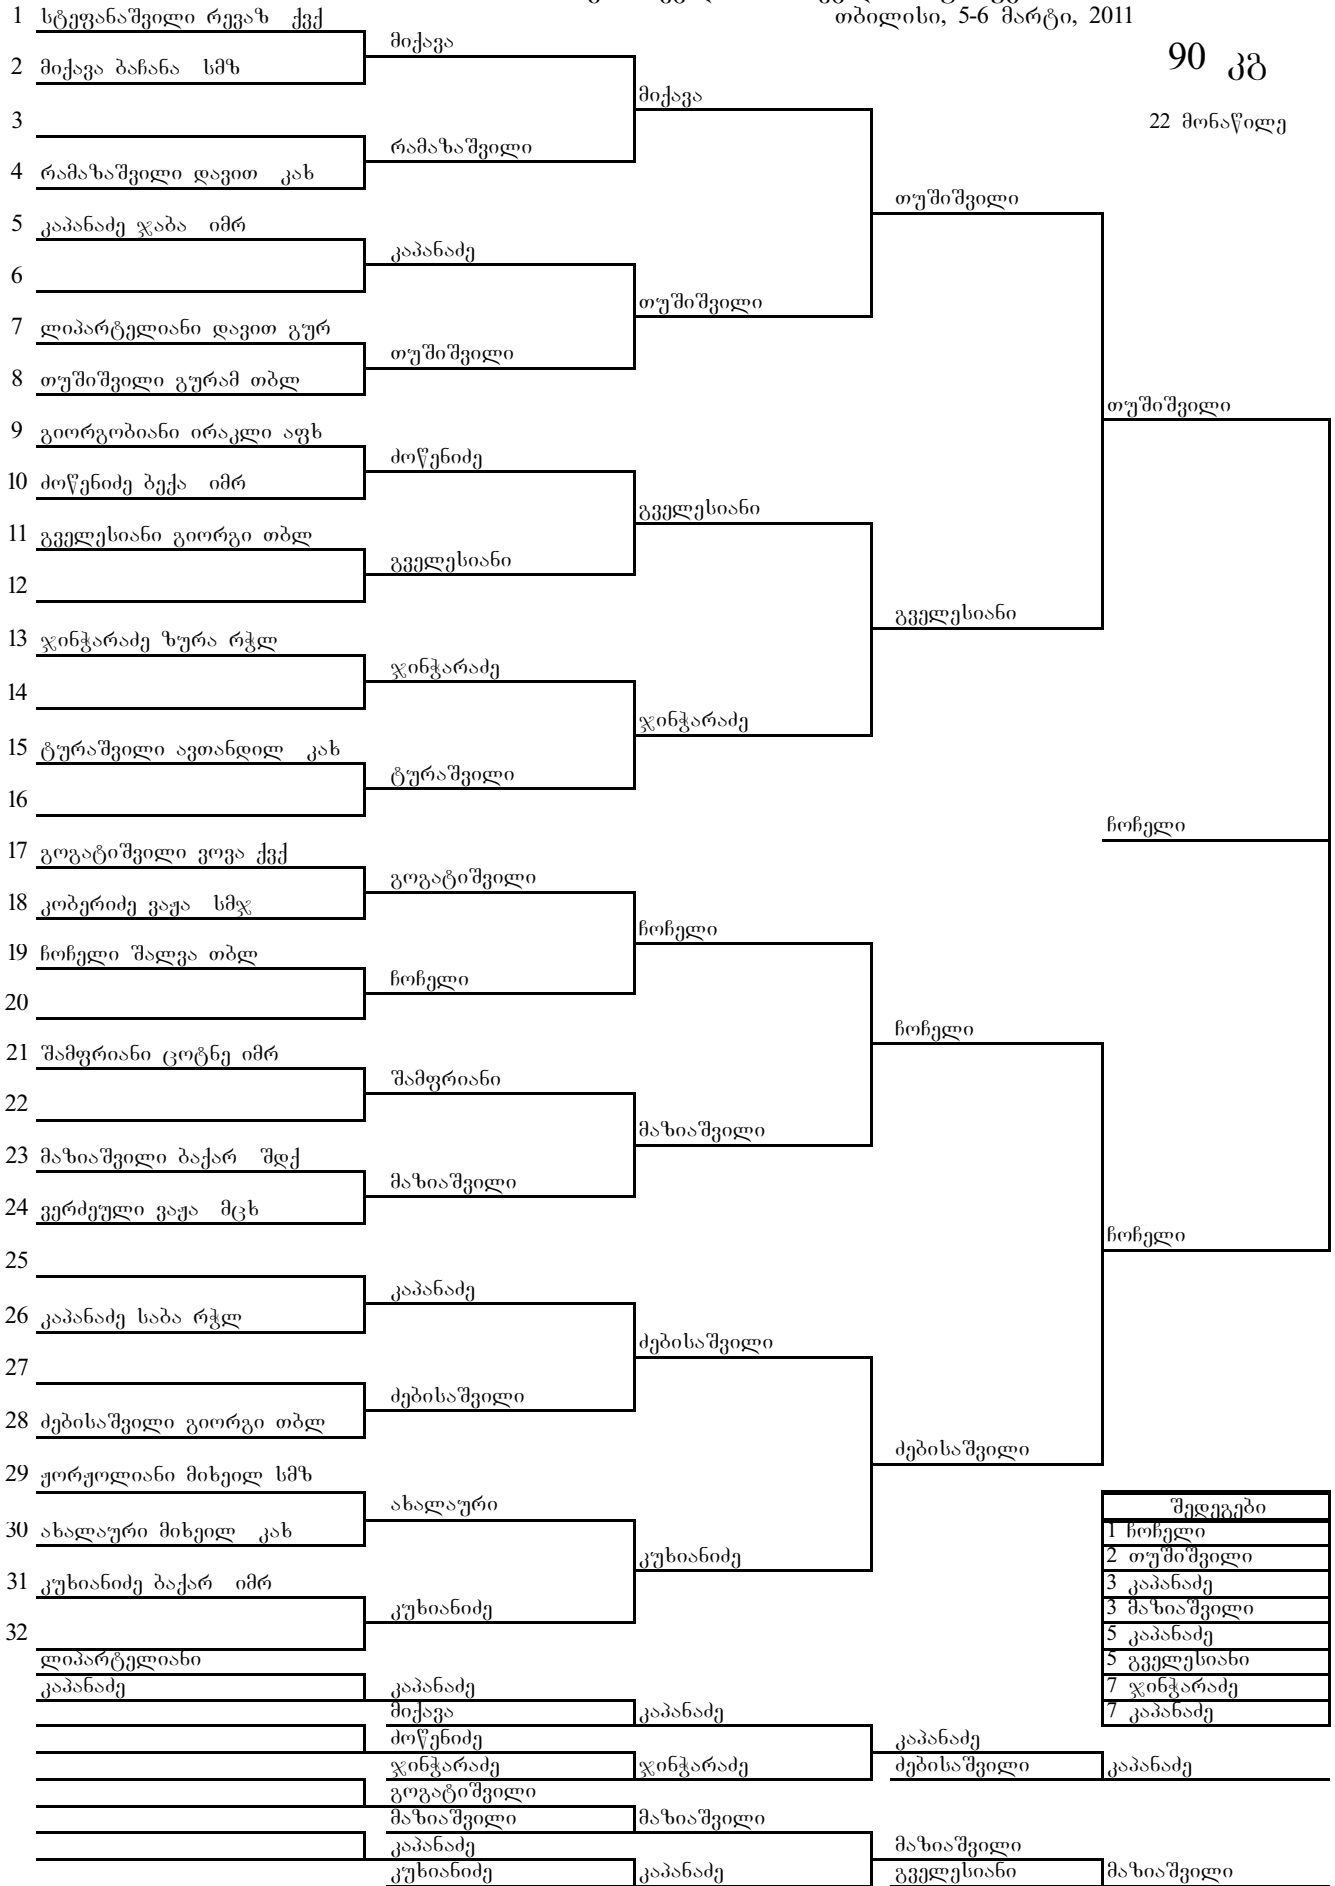 თბილისი, 5-6 მარტი, 2011
90 კგ
22 მონაწილე
1 სტეფანაშვილი რევაზ ქვქ
მიქავა
2 მიქავა ბაჩანა სმზ
მიქავა
3
რამაზაშვილი
4 რამაზაშვილი დავით კახ
თუშიშვილი
5 კაპანაძე ჯაბა იმრ
კაპანაძე
6
თუშიშვილი
7 ლიპარტელიანი დავით გურ
თუშიშვილი
8 თუშიშვილი გურამ თბლ
თუშიშვილი
9 გიორგობიანი ირაკლი აფხ
ძოწენიძე
10 ძოწენიძე ბექა იმრ
გველესიანი
11 გველესიანი გიორგი თბლ
გველესიანი
12
გველესიანი
13 ჯინჭარაძე ზურა რჭლ
ჯინჭარაძე
14
ჯინჭარაძე
15 ტურაშვილი ავთანდილ კახ
ტურაშვილი
16
ჩოჩელი
17 გოგატიშვილი ვოვა ქვქ
გოგატიშვილი
18 კობერიძე ვაჟა სმჯ
ჩოჩელი
19 ჩოჩელი შალვა თბლ
ჩოჩელი
20
ჩოჩელი
21 შამფრიანი ცოტნე იმრ
შამფრიანი
22
მაზიაშვილი
23 მაზიაშვილი ბაქარ შდქ
მაზიაშვილი
24 ვერძეული ვაჟა მცხ
ჩოჩელი
25
კაპანაძე
26 კაპანაძე საბა რჭლ
ძებისაშვილი
27
ძებისაშვილი
28 ძებისაშვილი გიორგი თბლ
ძებისაშვილი
29 ჟორჟოლიანი მიხეილ სმზ
ახალაური
30 ახალაური მიხეილ კახ
კუხიანიძე
31 კუხიანიძე ბაქარ იმრ
კუხიანიძე
32
შედეგები
1 ჩოჩელი
2 თუშიშვილი
3 კაპანაძე
3 მაზიაშვილი
5 კაპანაძე
5 გველესიანი
7 ჯინჭარაძე
7 კაპანაძე
ლიპარტელიანი
კაპანაძე კაპანაძე
მიქავა კაპანაძე
ძოწენიძე კაპანაძე
ჯინჭარაძე ჯინჭარაძე ძებისაშვილი კაპანაძე
გოგატიშვილი
მაზიაშვილი მაზიაშვილი
კაპანაძე მაზიაშვილი
კუხიანიძე კაპანაძე გველესიანი მაზიაშვილი